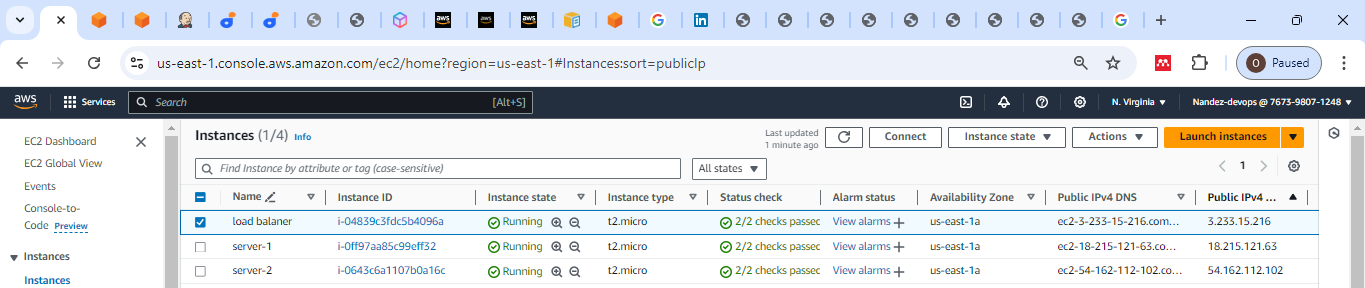 us-east-1.console.aws.amazon.com/ec2/home?region=us-east-1#Instances:sort=publicIp
O Paused
aws Services Search [Alt+S] N. Virginia Nandez-devops @ 7673-9807-1248
EC2 Dashboard
EC2 Global View
Events
Console-to-
Code Preview
Instances
Instances
Instances (1/4) Info
Last updated
1 minute ago
Connect Instance state Actions Launch instances
Find Instance by attribute or tag (case-sensitive) All states 1
Name Instance ID Instance state Instance type Status check Alarm status Availability Zone Public IPv4 DNS Public IPv4 ...
load balaner i-04839c3fdc5b4096a Running t2.micro 2/2 checks passec View alarms us-east-1a ec2-3-233-15-216.com... 3.233.15.216
server-1 i-0ff97aa85c99eff32 Running t2.micro 2/2 checks passec View alarms us-east-1a ec2-18-215-121-63.co... 18.215.121.63
server-2 i-0643c6a1107b0a16c Running t2.micro 2/2 checks passec View alarms us-east-1a ec2-54-162-112-102.co... 54.162.112.102